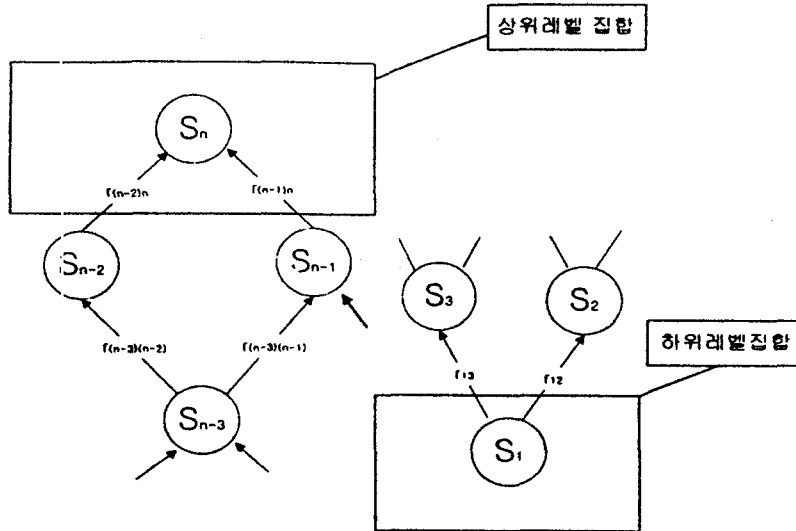 상위레벨 집합
Sn
r(n-2)n
r(n-1)n
Sn-2
Sn-1
S3
S2
r(n-3)(n-2)
r(n-3)(n-1)
하위레벨집합
r13
r12
Sn-3
S1